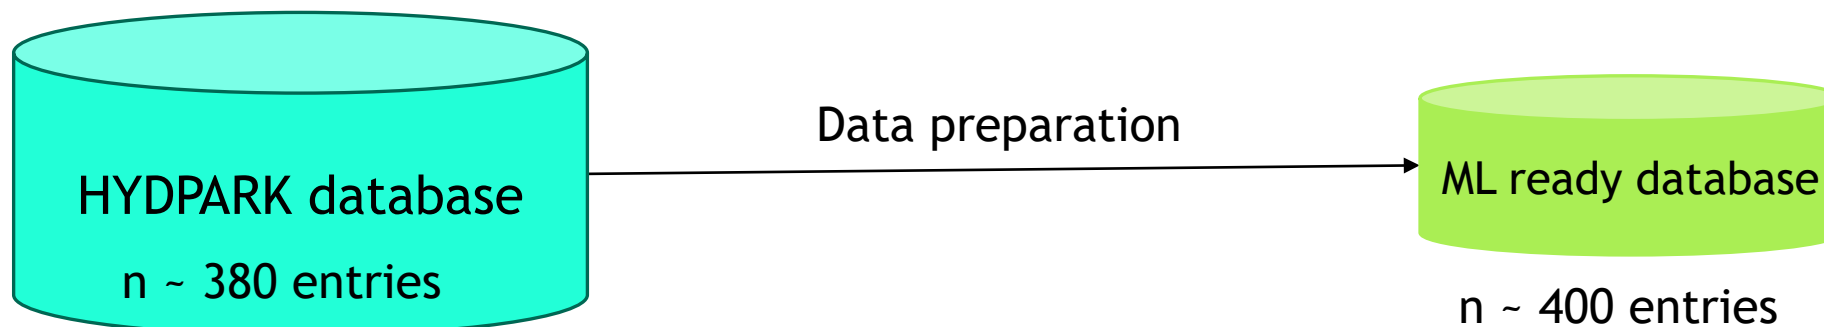 Data preparation
HYDPARK database
n ~ 380 entries
ML ready database
n ~ 400 entries